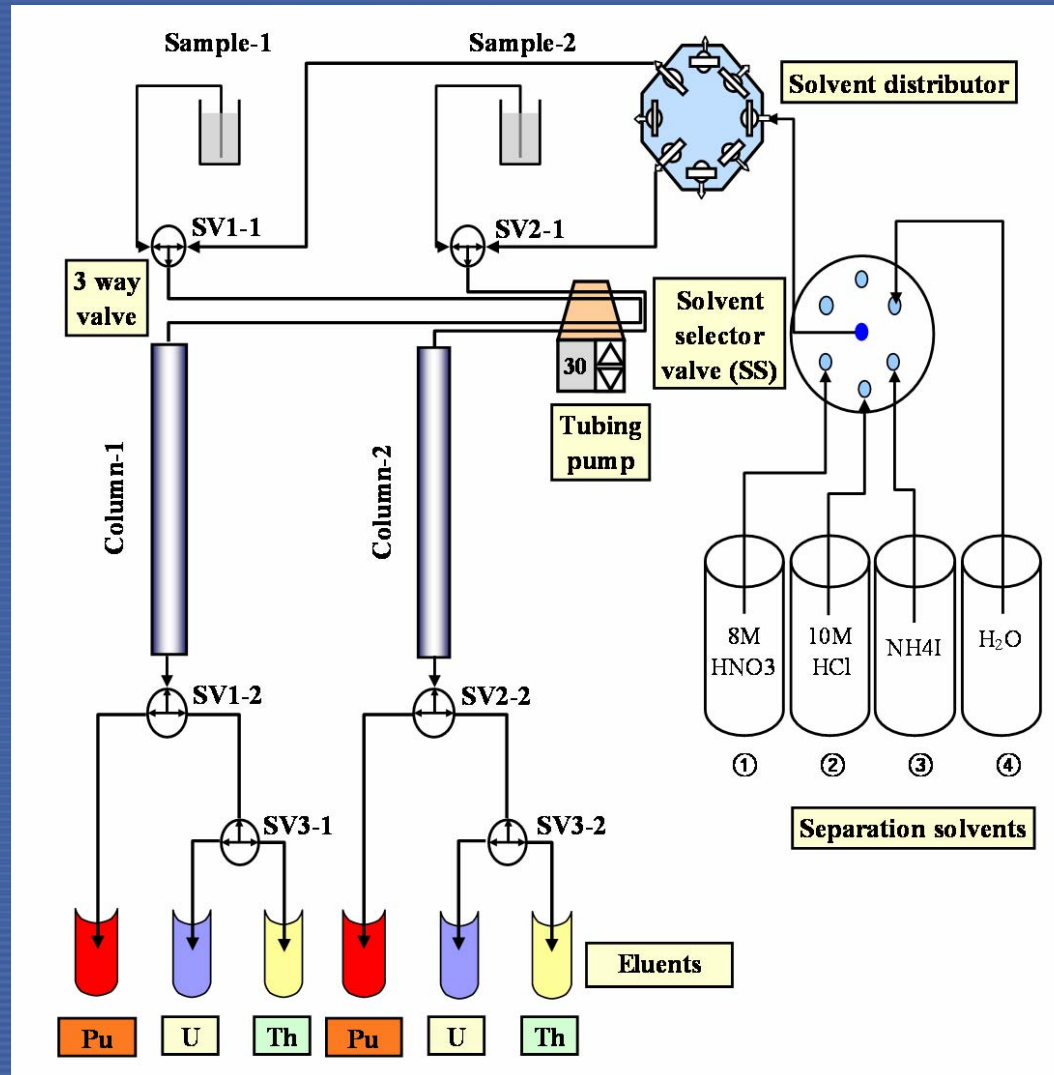 Sample-1
Sample-2
Solvent distributor
SV1-1
SV2-1
3 way
valve
Solvent
selector
valve (SS)
30
Tubing
pump
Column-1
Column-2
8M
HNO3
10M
HCl
NH4I
H₂O
SV1-2
SV2-2
① ② ③ ④
Separation solvents
SV3-1
SV3-2
Eluents
Pu U Th Pu U Th